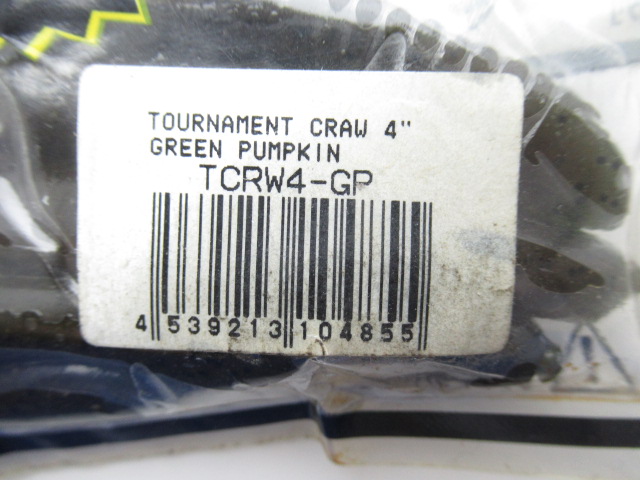 TOURNAMENT CRAW 4"
GREEN PUMPKIN
TCRW4-GP
4 539213 104855